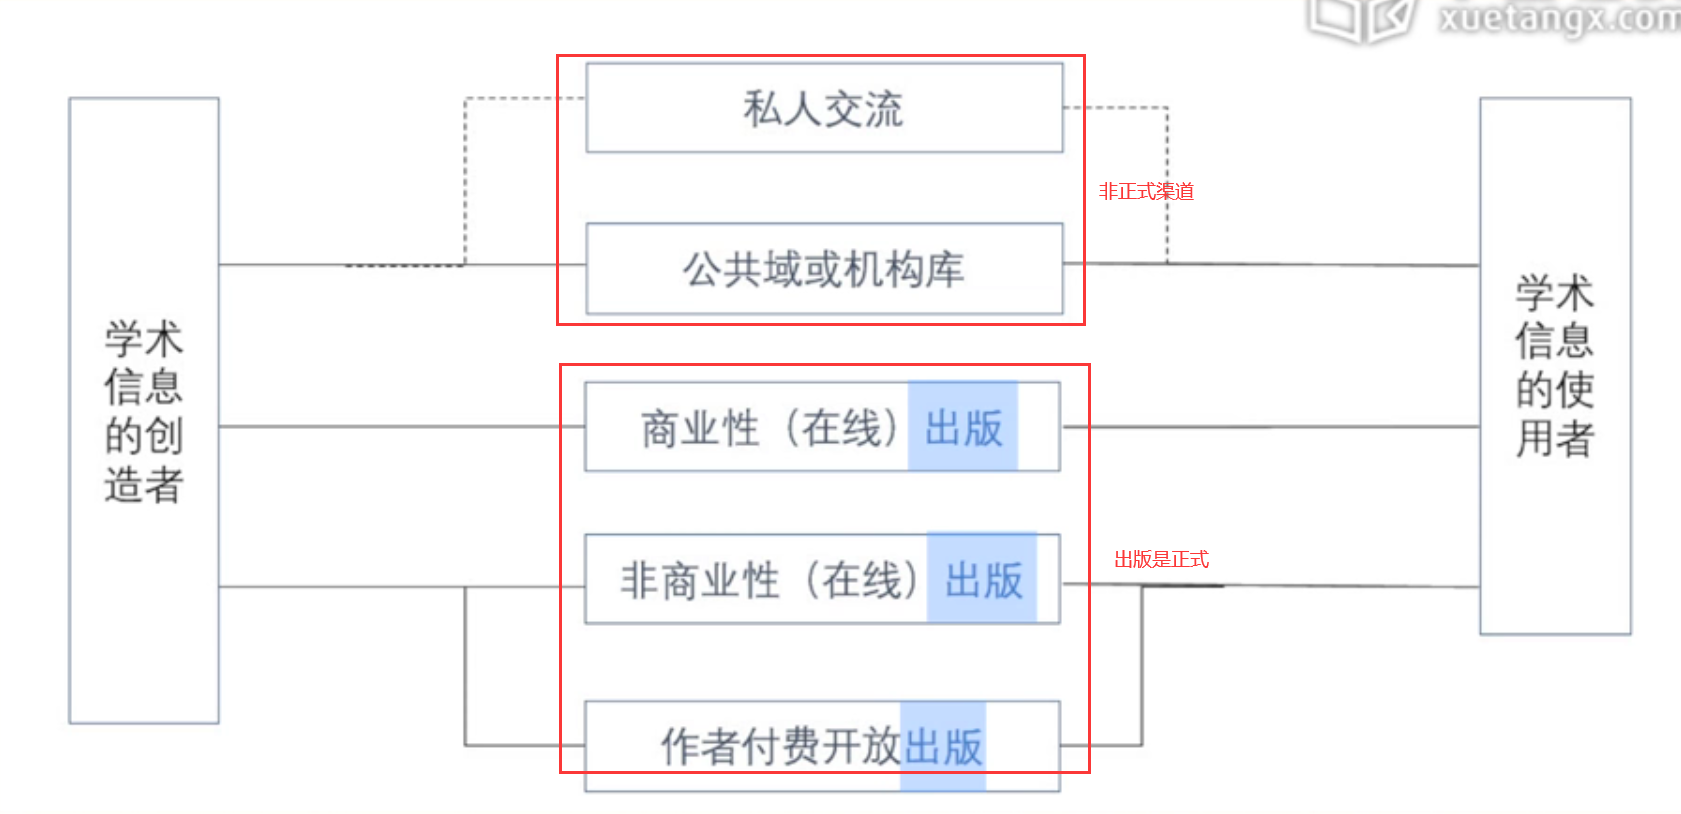 xuetangx.com
私人交流
非正式渠道
公共域或机构库
学术
信息
的创
造者
学术
信息
的使
用者
商业性（在线）出版
非商业性（在线）出版
出版是正式
作者付费开放出版